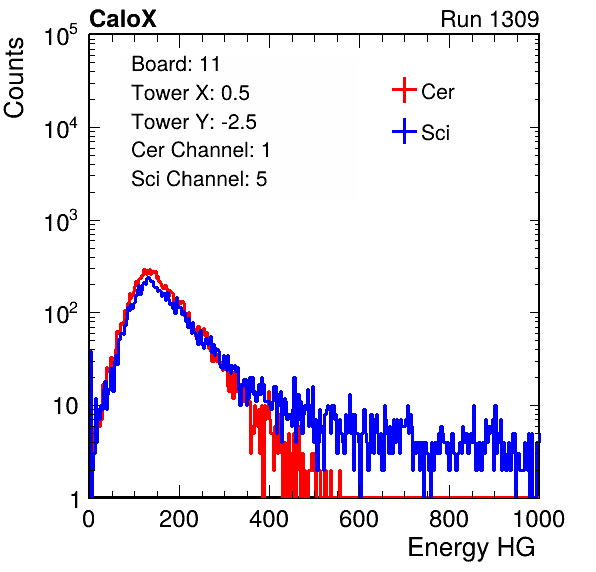 CaloX Run 1309
Counts
Board: 11
Tower X: 0.5
Tower Y: -2.5
Cer Channel: 1
Sci Channel: 5
Cer
Sci
10^5
10^4
10^3
10^2
10
1
0 200 400 600 800 1000
Energy HG